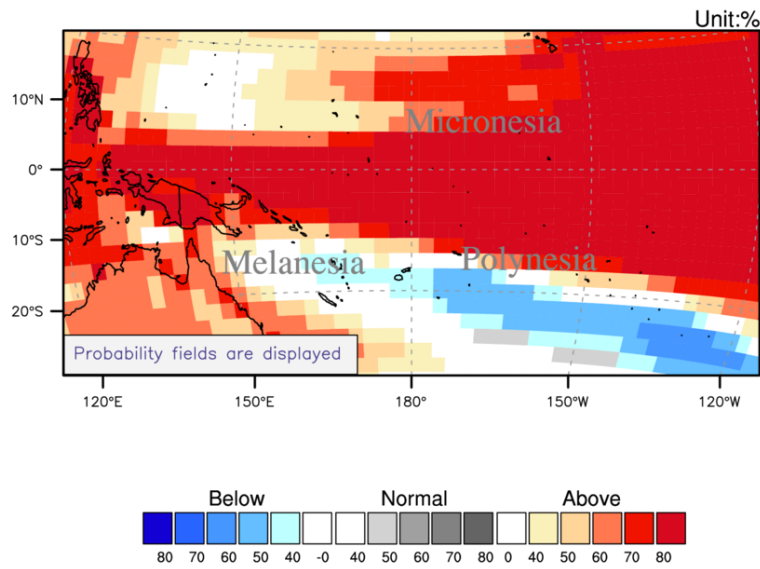 Unit:%
10°N
Micronesia
0°
10°S
Melanesia Polynesia
20°S
Probability fields are displayed
120°E 150°E 180° 150°W 120°W
Below Normal Above
80 70 60 50 40 -0 40 50 60 70 80 0 40 50 60 70 80